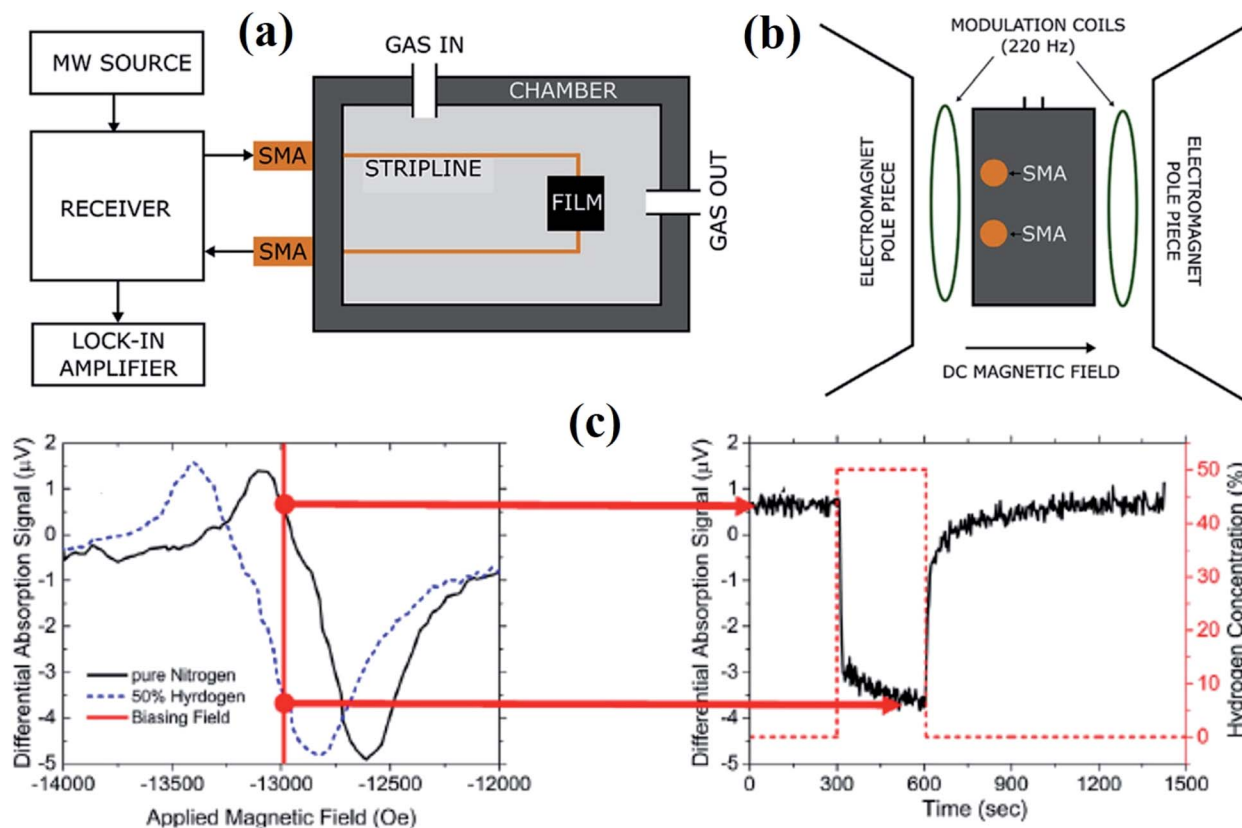 (a)
MW SOURCE
RECEIVER
LOCK-IN
AMPLIFIER
SMA
SMA
GAS IN
CHAMBER
STRIPLINE
FILM
GAS OUT
(b)
MODULATION COILS
(220 Hz)
ELECTROMAGNET
POLE PIECE
SMA
SMA
ELECTROMAGNET
POLE PIECE
DC MAGNETIC FIELD
(c)
Differential Absorption Signal (μV)
2
1
0
-1
-2
-3
-4
-5
pure Nitrogen
50% Hyrdogen
Biasing Field
-14000 -13500 -13000 -12500 -12000
Applied Magnetic Field (Oe)
Differential Absorption Signal (μV)
2
1
0
-1
-2
-3
-4
-5
0 300 600 900 1200 1500
Time (sec)
50
40
30
20
10
0
Hydrogen Concentration (%)